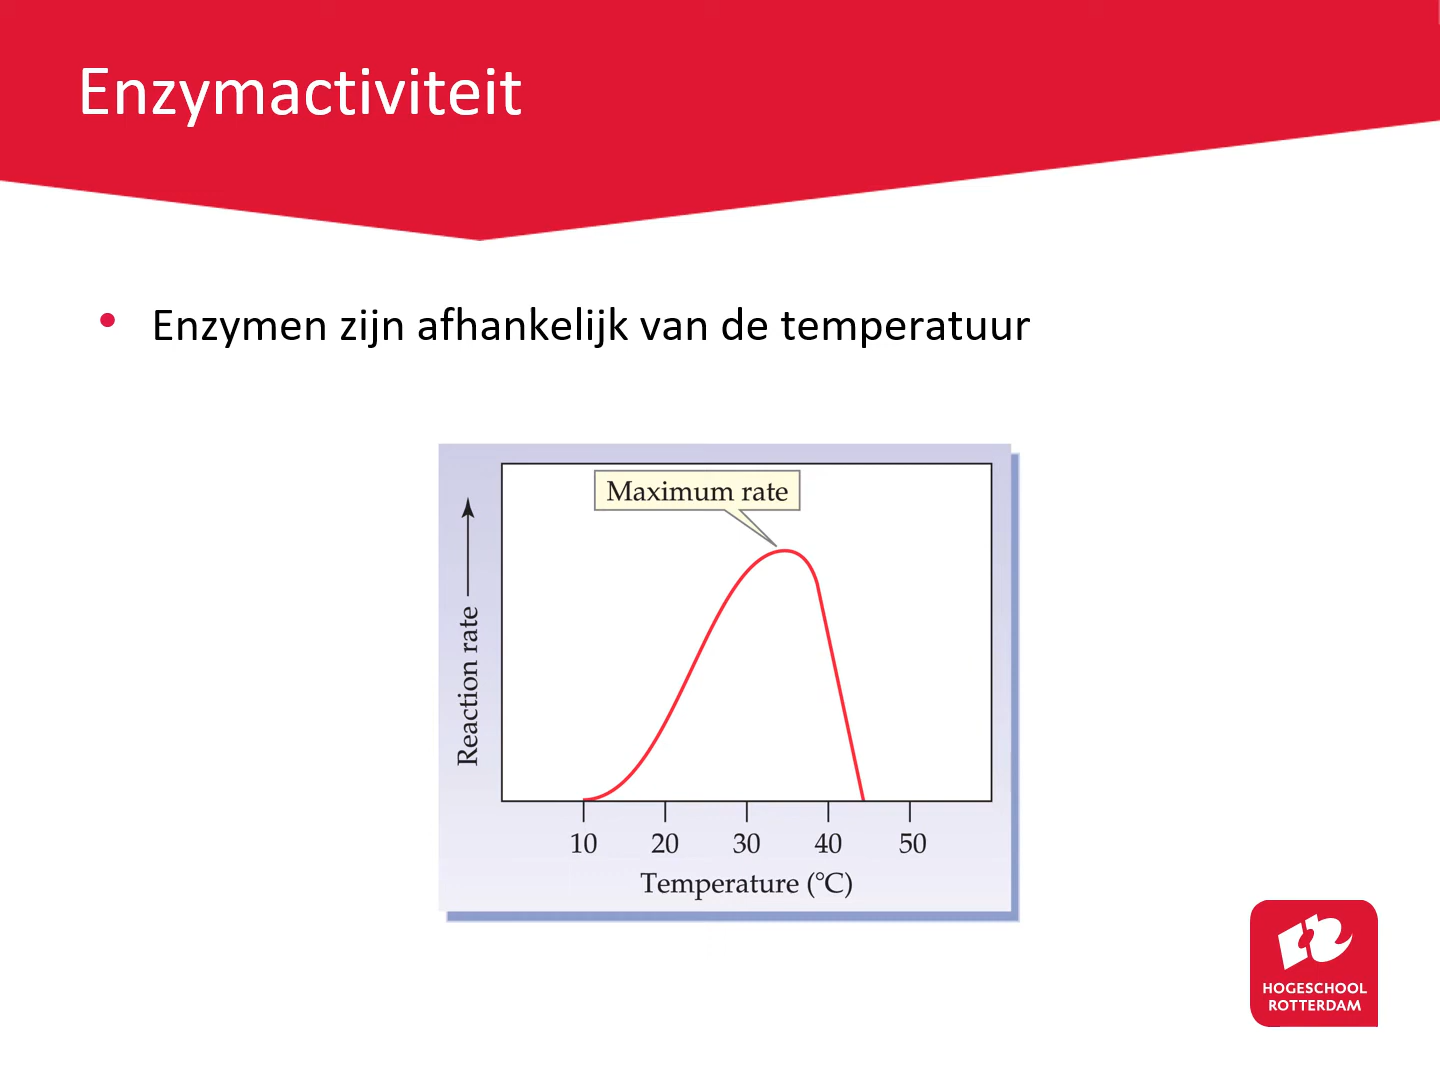 Enzymactiviteit
• Enzymen zijn afhankelijk van de temperatuur
Maximum rate
Reaction rate
10 20 30 40 50
Temperature (°C)
HOGESCHOOL
ROTTERDAM